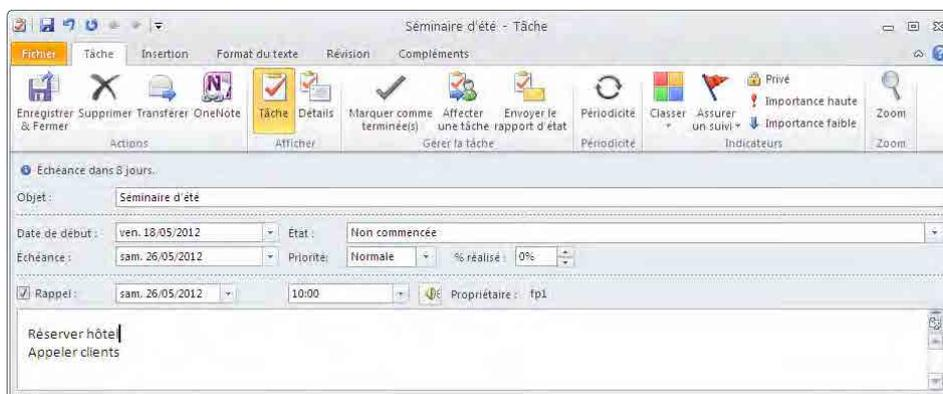 Séminaire d'été - Tâche
Fichier Tâche Insertion Format du texte Révision Compléments
Enregistrer & Fermer Supprimer Transférer OneNote Tâche Détails Marquer comme terminée(s) Affecter une tâche Envoyer le rapport d'état Périodicité Classer Assurer un suivi Privé
Importance haute
Importance faible
Zoom
Actions Afficher Gérer la tâche Périodicité Indicateurs Zoom
Échéance dans 8 jours.
Objet : Séminaire d'été
Date de début : ven. 18/05/2012 État : Non commencée
Échéance : sam. 26/05/2012 Priorité: Normale % réalisé : 0%
Rappel : sam. 26/05/2012 10:00 Propriétaire : fp1
Réserver hôtel
Appeler clients